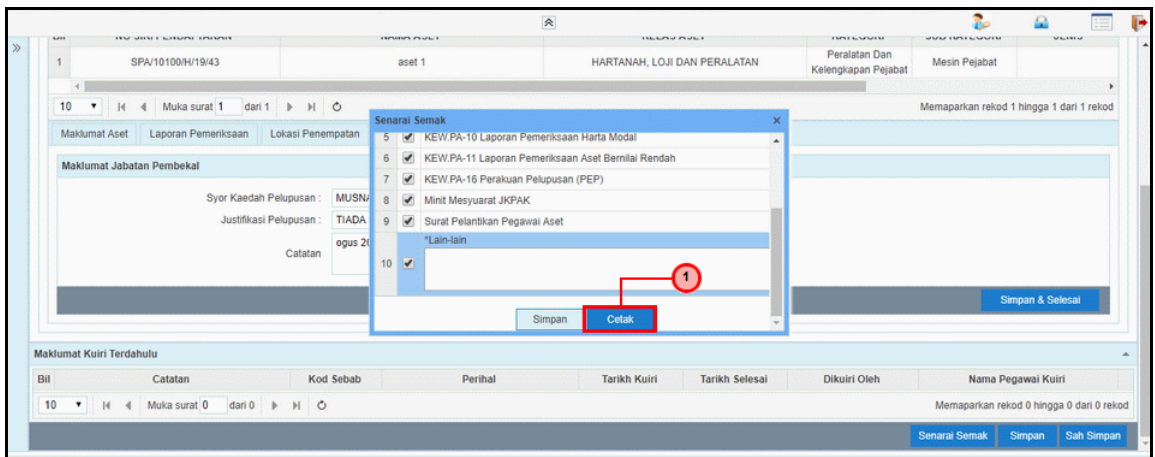 1 SPA/10100/H/19/43 aset 1 HARTANAH, LOJI DAN PERALATAN Peralatan Dan Kelengkapan Pejabat Mesin Pejabat
10 Muka surat 1 dari 1 Memaparkan rekod 1 hingga 1 dari 1 rekod
Maklumat Aset Laporan Pemeriksaan Lokasi Penempatan
Maklumat Jabatan Pembekal
Syor Kaedah Pelupusan :
Justifikasi Pelupusan : TIADA
Catatan ogus
Senarai Semak x
5 KEW.PA-10 Laporan Pemeriksaan Harta Modal
6 KEW.PA-11 Laporan Pemeriksaan Aset Bernilai Rendah
7 KEW.PA-16 Perakuan Pelupusan (PEP)
8 Minit Mesyuarat JKPAK
9 Surat Pelantikan Pegawai Aset
10 *Lain-lain
1
Simpan Cetak
Simpan & Selesai
Maklumat Kuiri Terdahulu
Bil Catatan Kod Sebab Perihal Tarikh Kuiri Tarikh Selesai Dikuiri Oleh Nama Pegawai Kuiri
10 Muka surat 0 dari 0 Memaparkan rekod 0 hingga 0 dari 0 rekod
Senarai Semak Simpan Sah Simpan